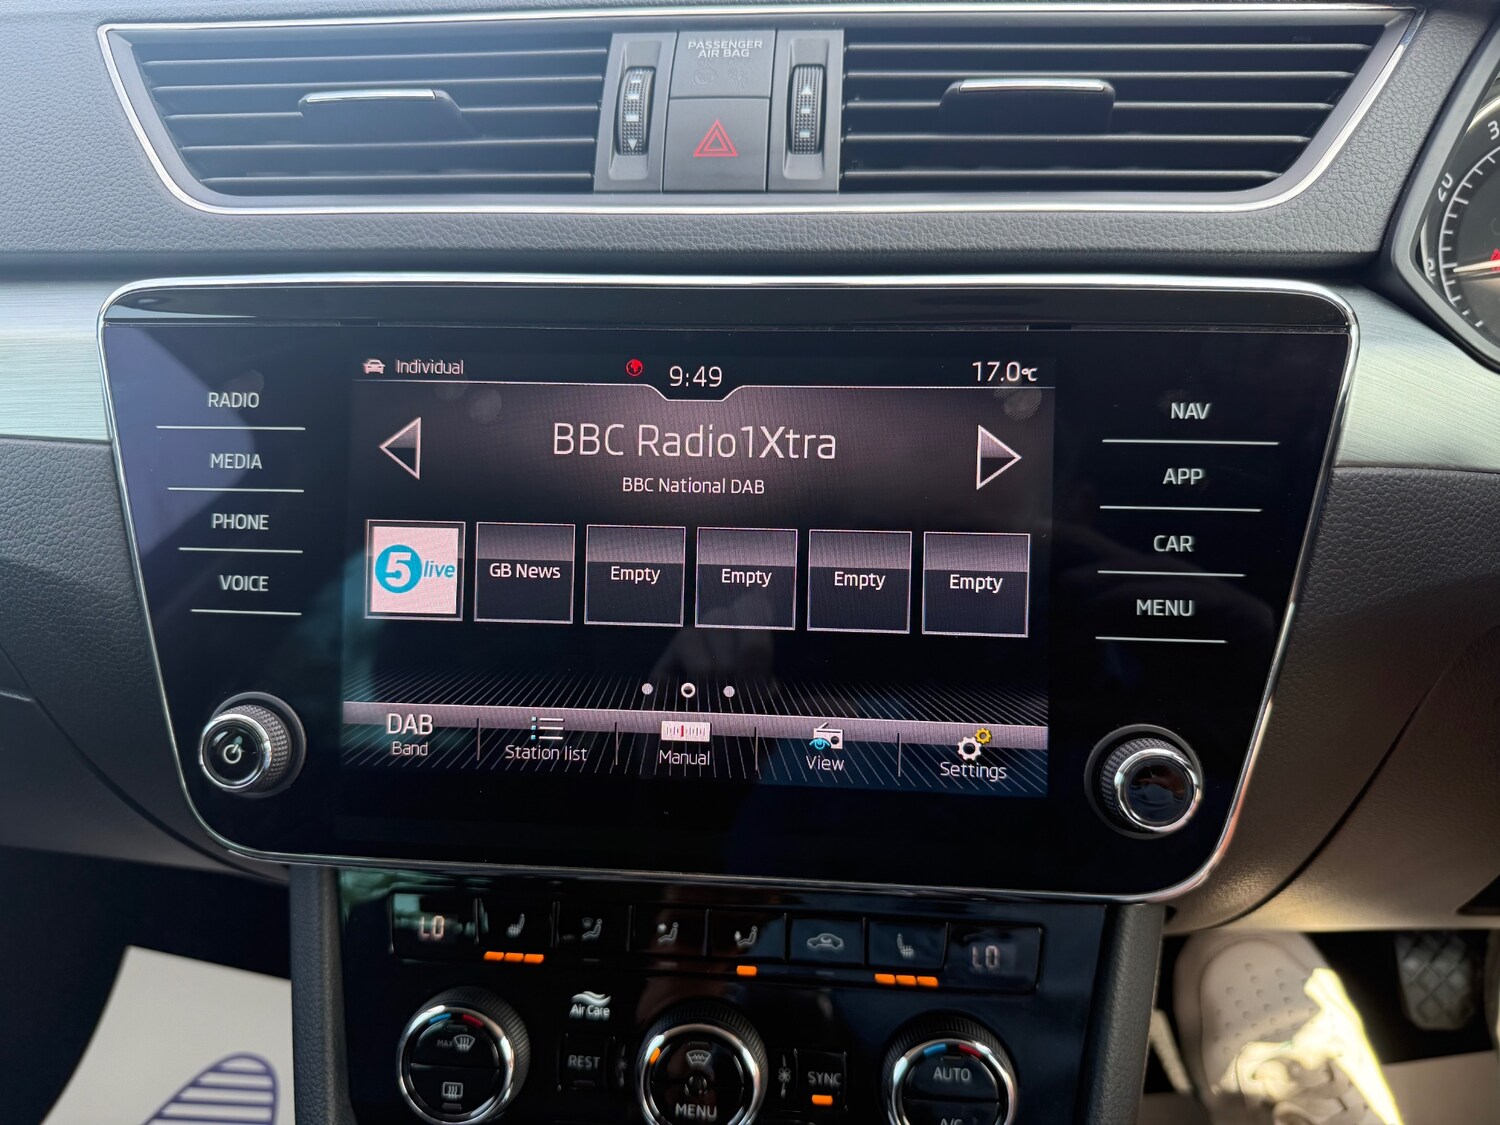 PASSENGER
AIR BAG
Individual
9:49
17.0°C
RADIO
MEDIA
PHONE
VOICE
BBC Radio1Xtra
BBC National DAB
5 live
GB News
Empty
Empty
Empty
Empty
DAB
Band
Station list
Manual
View
Settings
NAV
APP
CAR
MENU
20
LO
LO
Air Care
MAX
REST
MENU
SYNC
AUTO
A/C